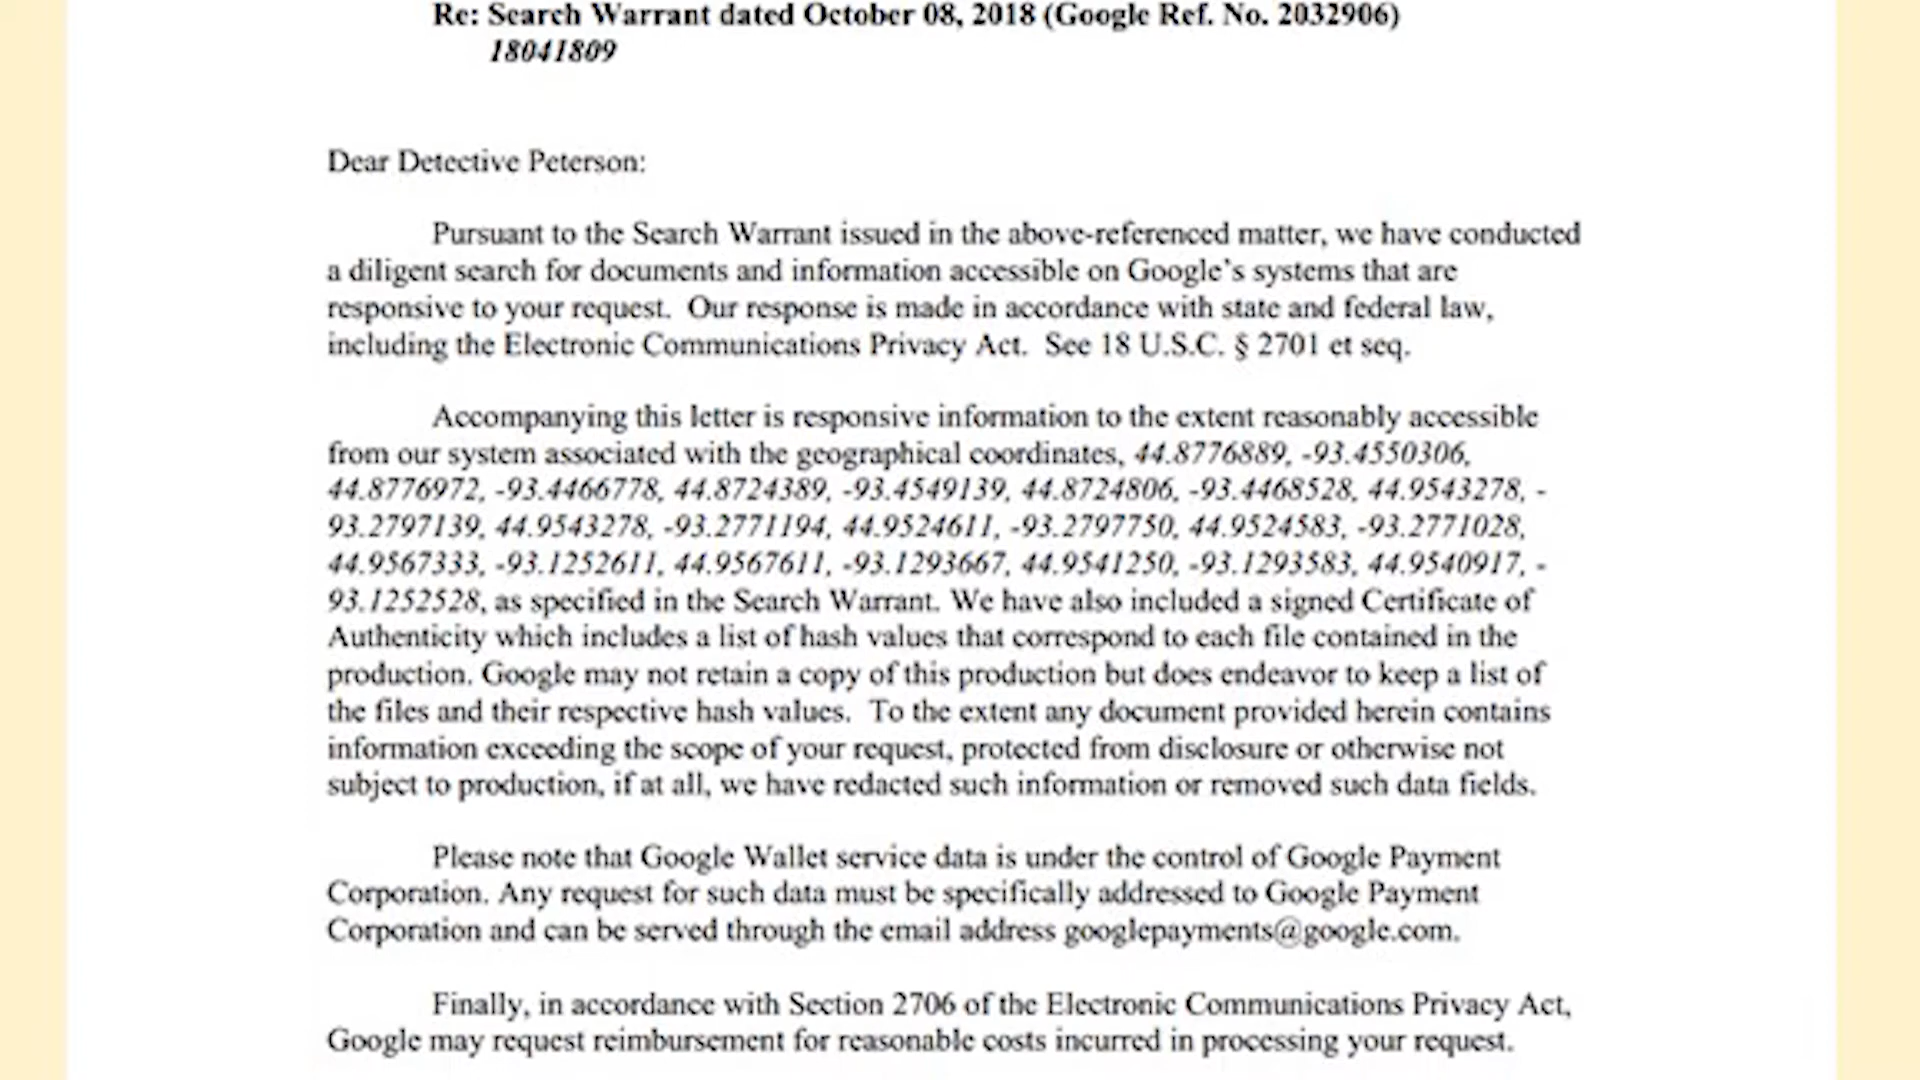 Re: Search Warrant dated October 08, 2018 (Google Ref. No. 2032906)
18041809
Dear Detective Peterson:
Pursuant to the Search Warrant issued in the above-referenced matter, we have conducted
a diligent search for documents and information accessible on Google's systems that are
responsive to your request.  Our response is made in accordance with state and federal law,
including the Electronic Communications Privacy Act.  See 18 U.S.C. § 2701 et seq.
Accompanying this letter is responsive information to the extent reasonably accessible
from our system associated with the geographical coordinates, 44.8776889, -93.4550306,
44.8776972, -93.4466778, 44.8724389, -93.4549139, 44.8724806, -93.4468528, 44.9543278, -
93.2797139, 44.9543278, -93.2771194, 44.9524611, -93.2797750, 44.9524583, -93.2771028,
44.9567333, -93.1252611, 44.9567611, -93.1293667, 44.9541250, -93.1293583, 44.9540917, -
93.1252528, as specified in the Search Warrant. We have also included a signed Certificate of
Authenticity which includes a list of hash values that correspond to each file contained in the
production. Google may not retain a copy of this production but does endeavor to keep a list of
the files and their respective hash values.  To the extent any document provided herein contains
information exceeding the scope of your request, protected from disclosure or otherwise not
subject to production, if at all, we have redacted such information or removed such data fields.
Please note that Google Wallet service data is under the control of Google Payment
Corporation. Any request for such data must be specifically addressed to Google Payment
Corporation and can be served through the email address googlepayments@google.com.
Finally, in accordance with Section 2706 of the Electronic Communications Privacy Act,
Google may request reimbursement for reasonable costs incurred in processing your request.